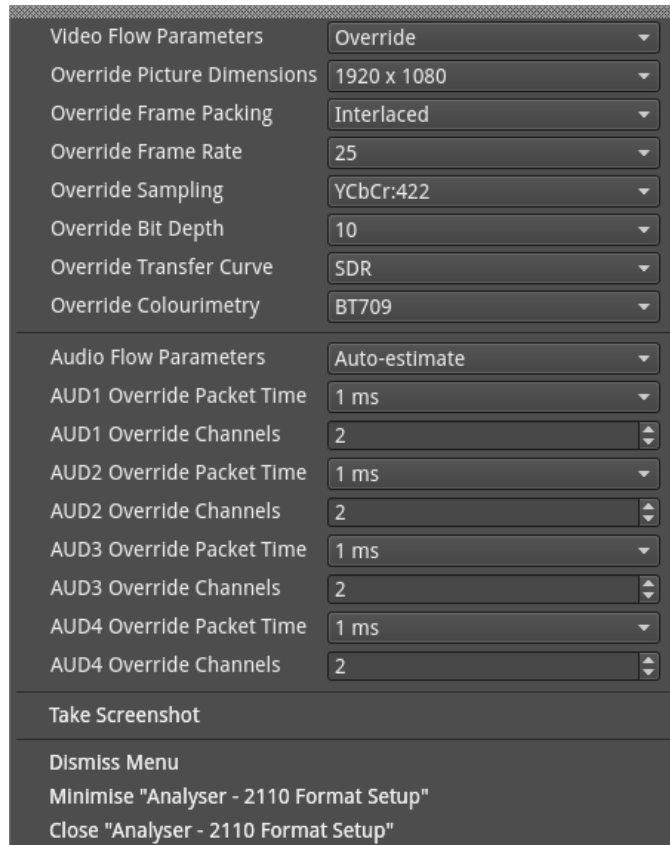 Video Flow Parameters Override
Override Picture Dimensions 1920 x 1080
Override Frame Packing Interlaced
Override Frame Rate 25
Override Sampling YCbCr:422
Override Bit Depth 10
Override Transfer Curve SDR
Override Colourimetry BT709
Audio Flow Parameters Auto-estimate
AUD1 Override Packet Time 1 ms
AUD1 Override Channels 2
AUD2 Override Packet Time 1 ms
AUD2 Override Channels 2
AUD3 Override Packet Time 1 ms
AUD3 Override Channels 2
AUD4 Override Packet Time 1 ms
AUD4 Override Channels 2
Take Screenshot
Dismiss Menu
Minimise "Analyser - 2110 Format Setup"
Close "Analyser - 2110 Format Setup"